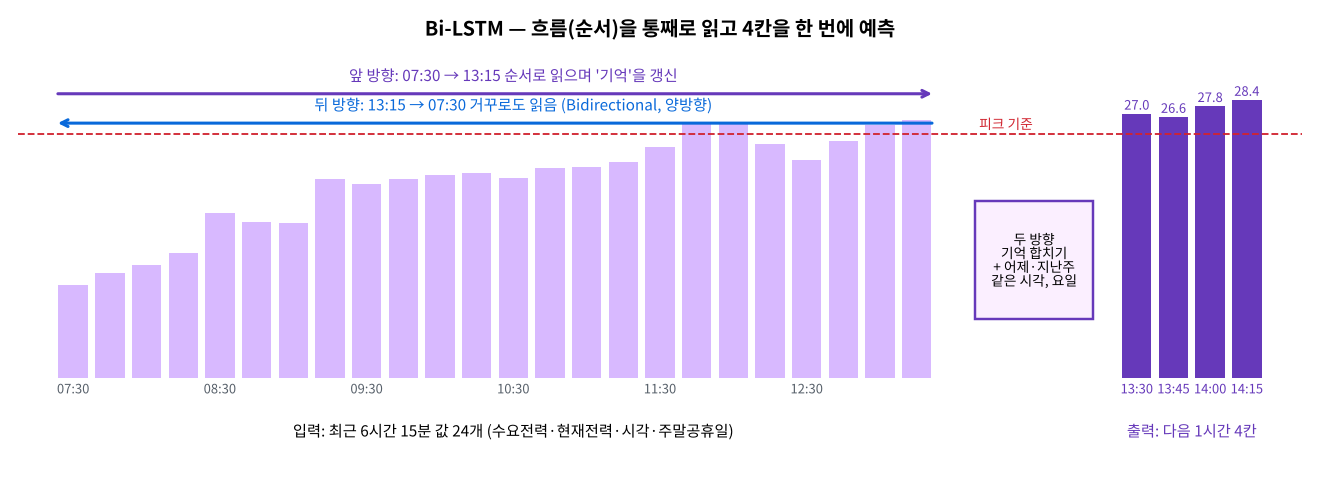 Bi-LSTM — 흐름(순서)을 통째로 읽고 4칸을 한 번에 예측
앞 방향: 07:30 → 13:15 순서로 읽으며 '기억'을 갱신
뒤 방향: 13:15 → 07:30 거꾸로도 읽음 (Bidirectional, 양방향)
피크 기준
27.0 26.6 27.8 28.4
두 방향
기억 합치기
+ 어제·지난주
같은 시각, 요일
07:30 08:30 09:30 10:30 11:30 12:30
13:30 13:45 14:00 14:15
입력: 최근 6시간 15분 값 24개 (수요전력·현재전력·시각·주말공휴일)
출력: 다음 1시간 4칸